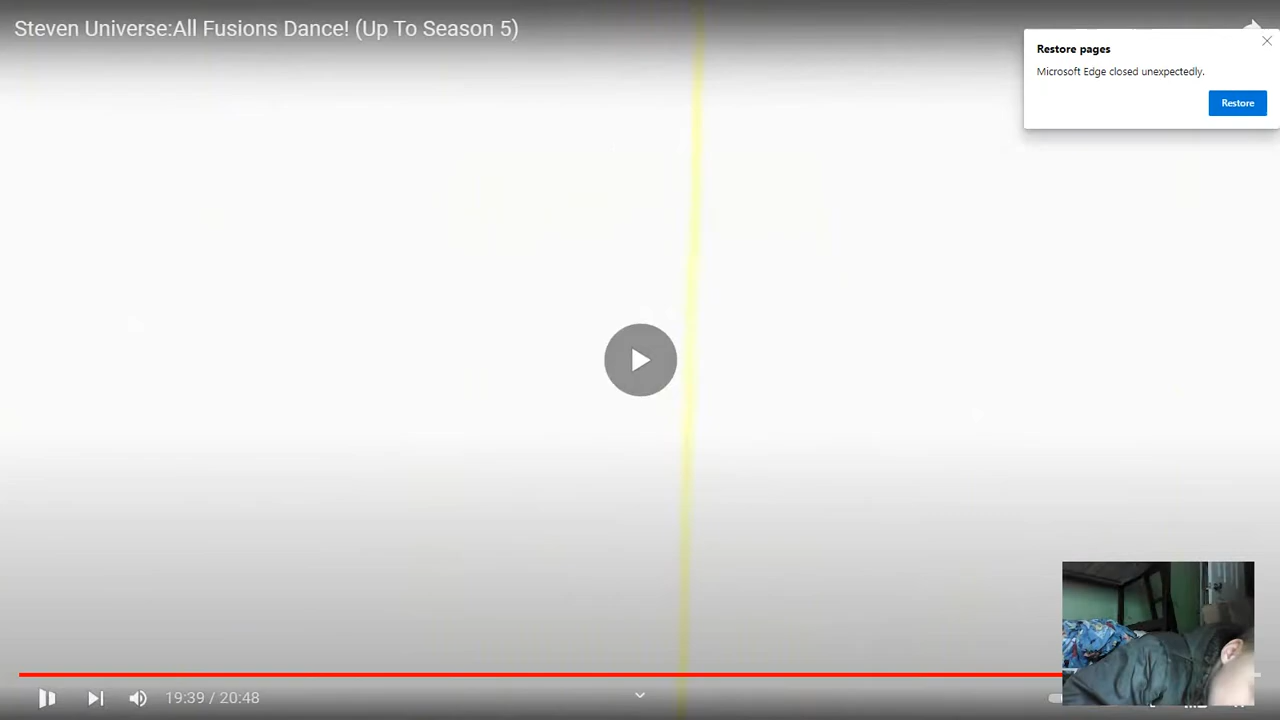 Steven Universe:All Fusions Dance! (Up To Season 5)
Restore pages
Microsoft Edge closed unexpectedly.
Restore
19:39 / 20:48